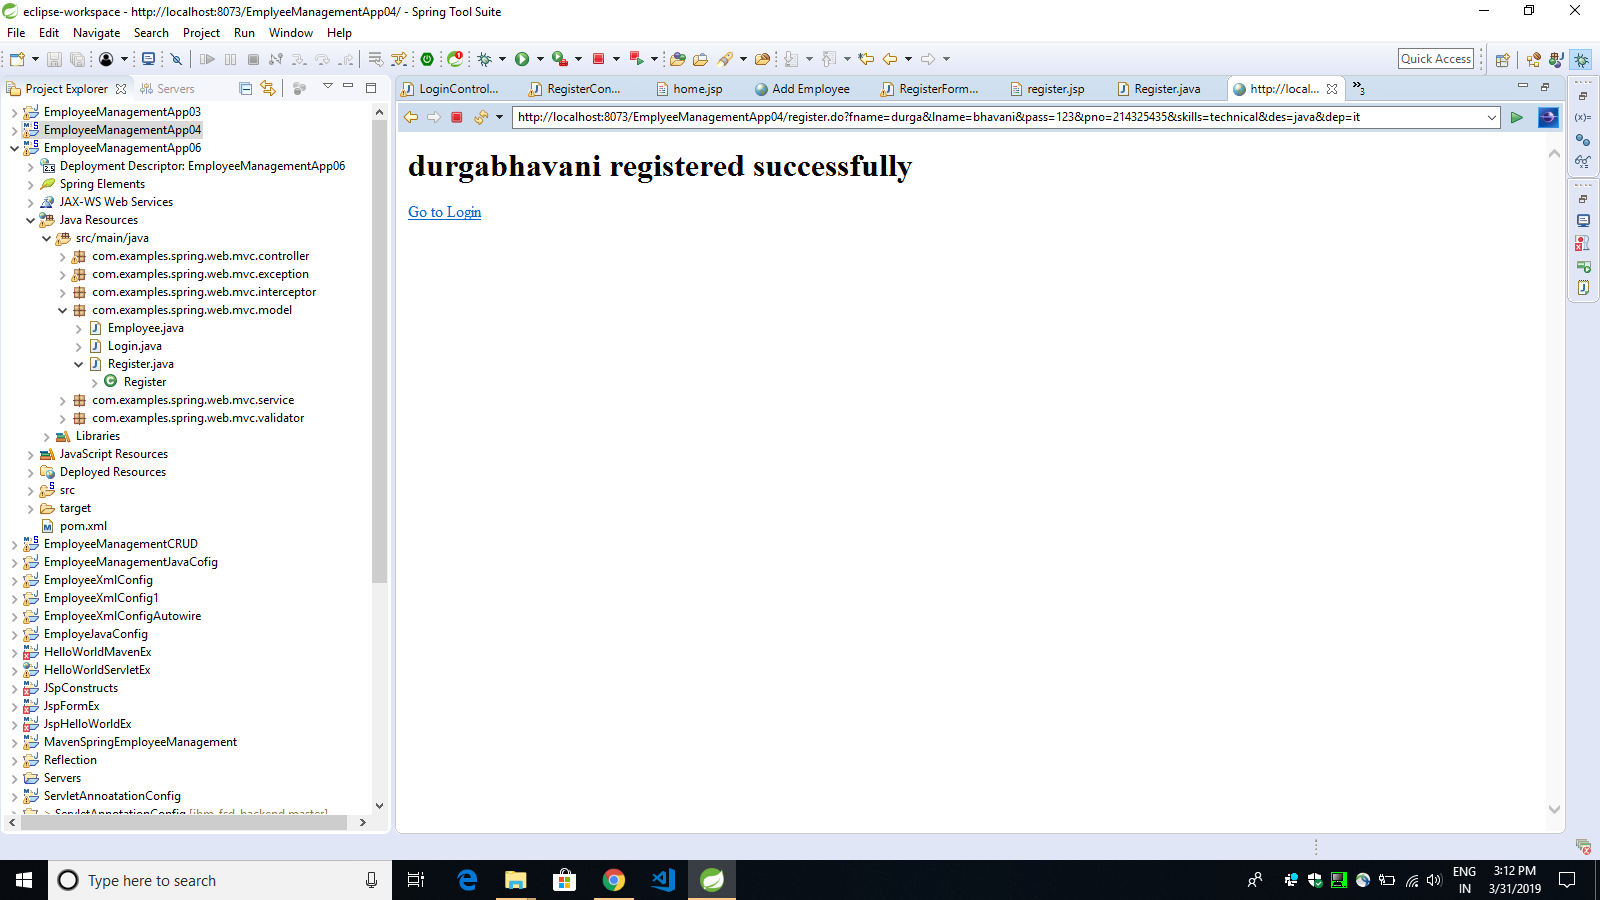 eclipse-workspace - http://localhost:8073/EmplyeeManagementApp04/ - Spring Tool Suite
File Edit Navigate Search Project Run Window Help
Quick Access
Project Explorer Servers
LoginControl... RegisterCon... home.jsp Add Employee RegisterForm... register.jsp Register.java http://local... »3
http://localhost:8073/EmplyeeManagementApp04/register.do?fname=durga&lname=bhavani&pass=123&pno=214325435&skills=technical&des=java&dep=it
durgabhavani registered successfully
Go to Login
EmployeeManagementApp03
EmployeeManagementApp04
EmployeeManagementApp06
Deployment Descriptor: EmployeeManagementApp06
Spring Elements
JAX-WS Web Services
Java Resources
src/main/java
com.examples.spring.web.mvc.controller
com.examples.spring.web.mvc.exception
com.examples.spring.web.mvc.interceptor
com.examples.spring.web.mvc.model
Employee.java
Login.java
Register.java
Register
com.examples.spring.web.mvc.service
com.examples.spring.web.mvc.validator
Libraries
JavaScript Resources
Deployed Resources
src
target
pom.xml
EmployeeManagementCRUD
EmployeeManagementJavaCofig
EmployeeXmlConfig
EmployeeXmlConfig1
EmployeeXmlConfigAutowire
EmployeJavaConfig
HelloWorldMavenEx
HelloWorldServletEx
JSpConstructs
JspFormEx
JspHelloWorldEx
MavenSpringEmployeeManagement
Reflection
Servers
ServletAnnoatationConfig
> ServletAnnotationConfig [ibm-fsd-backend master]
Type here to search
ENG
IN
3:12 PM
3/31/2019